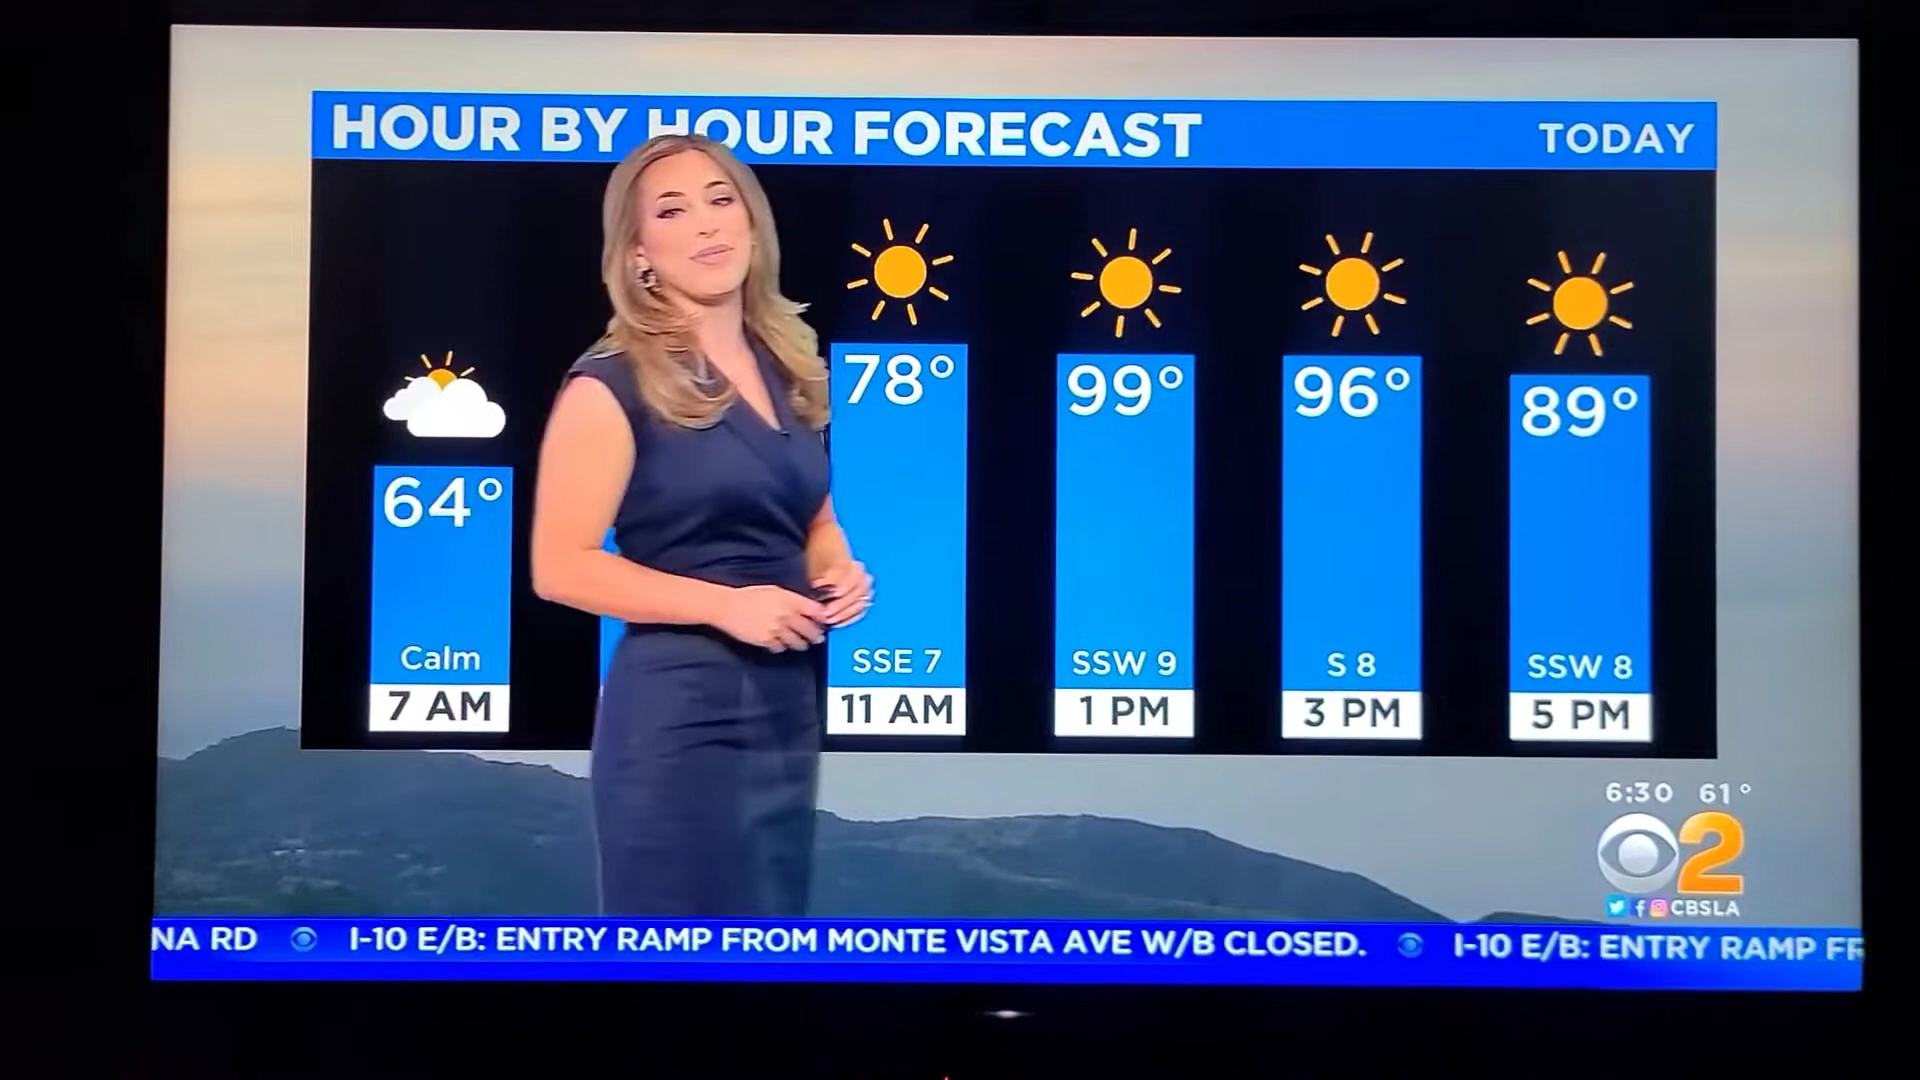 HOUR BY HOUR FORECAST
TODAY
64°
78°
99°
96°
89°
Calm
SSE 7
SSW 9
S 8
SSW 8
7 AM
11 AM
1 PM
3 PM
5 PM
6:30 61°
2
CBSLA
NA RD I-10 E/B: ENTRY RAMP FROM MONTE VISTA AVE W/B CLOSED. I-10 E/B: ENTRY RAMP FR